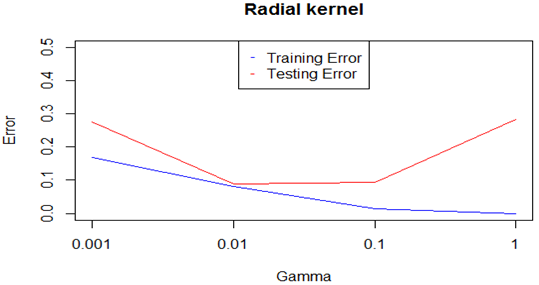 Radial kernel
Training Error
Testing Error
Error
0.0 0.1 0.2 0.3 0.4 0.5
0.001 0.01 0.1 1
Gamma